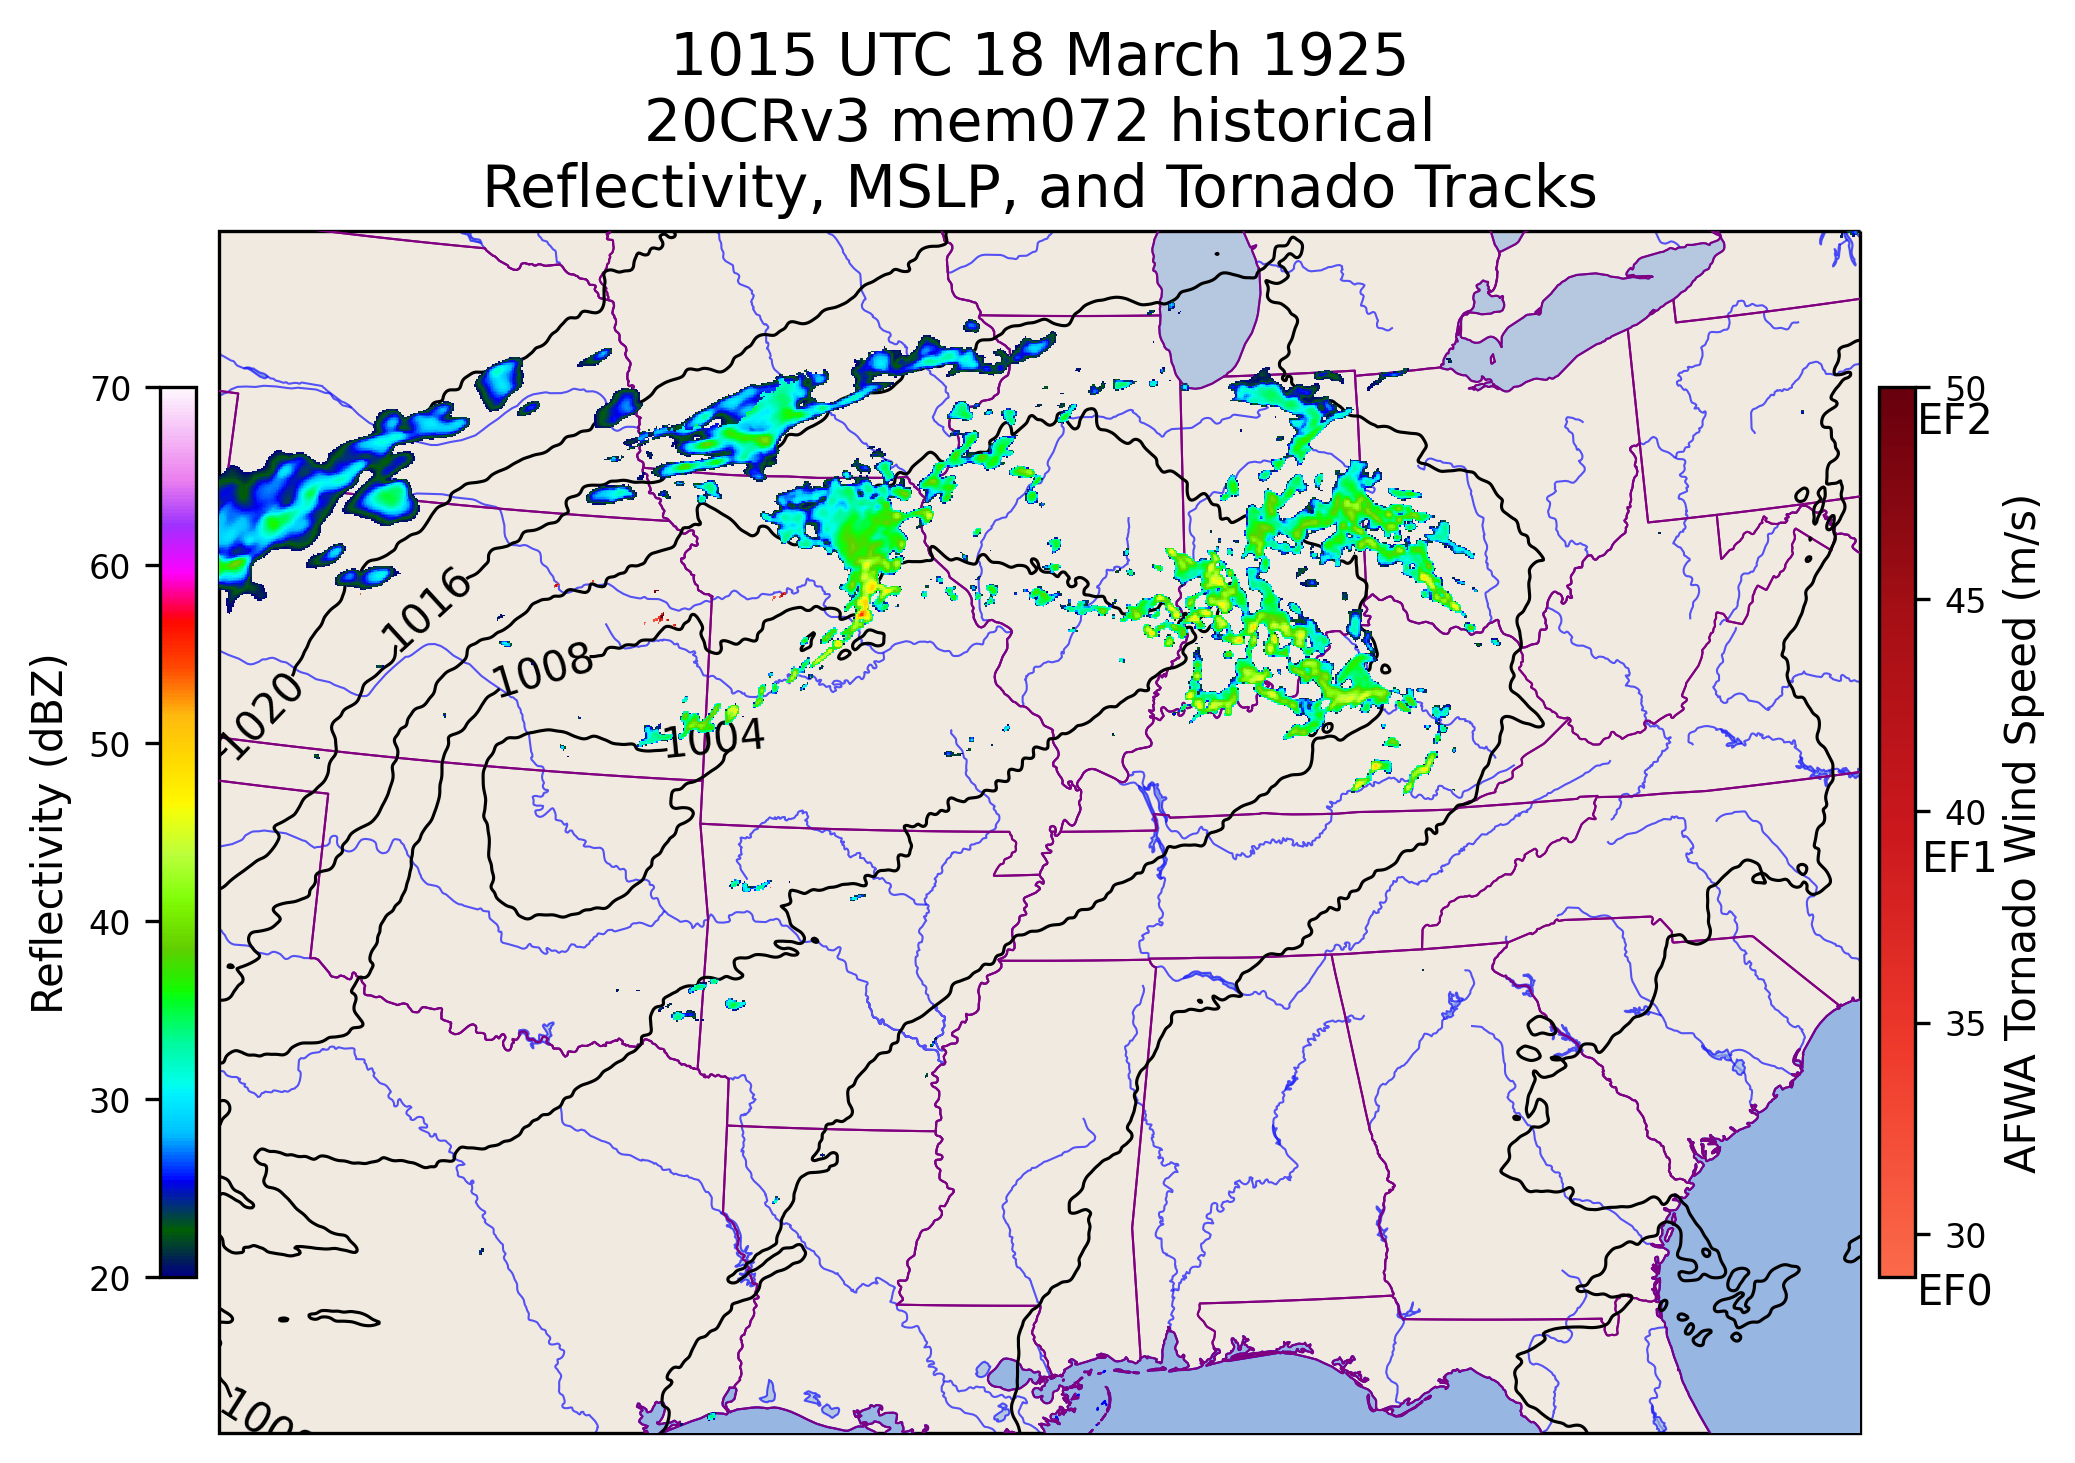 1015 UTC 18 March 1925
20CRv3 mem072 historical
Reflectivity, MSLP, and Tornado Tracks
Reflectivity (dBZ)
70
60
50
40
30
20
1016
1008
1020
1004
50
EF2
45
40
EF1
35
30
EF0
AFWA Tornado Wind Speed (m/s)